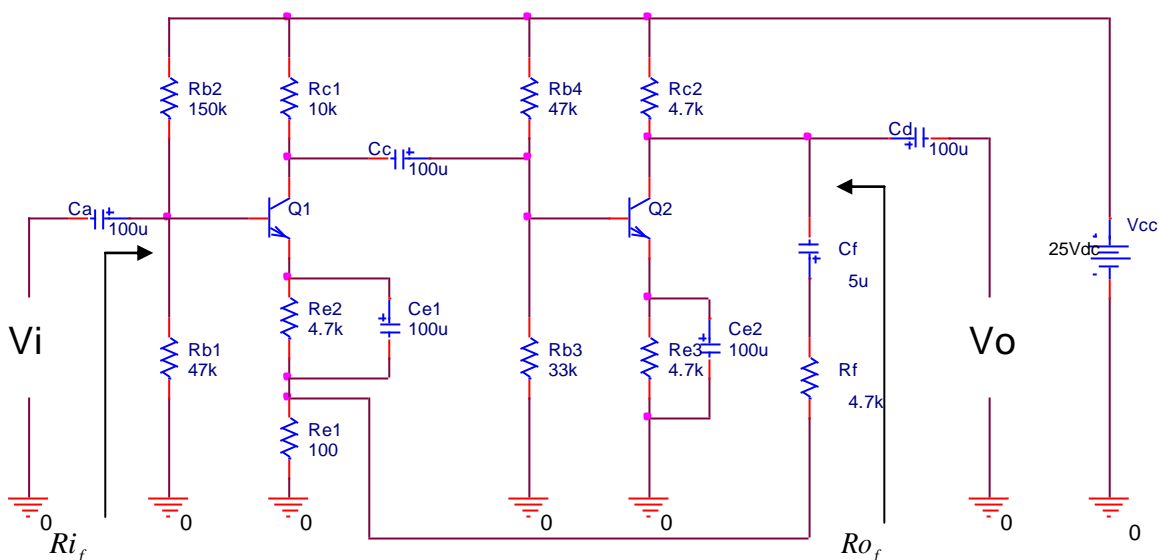 Rb2
150k
Rc1
10k
Rb4
47k
Rc2
4.7k
Cc
100u
Cd
100u
Ca
100u
Q1
Q2
Vcc
25Vdc
Cf
5u
Re2
4.7k
Ce1
100u
Vi
Vo
Rb1
47k
Rb3
33k
Re3
4.7k
Ce2
100u
Rf
4.7k
Re1
100
0
0
0
0
0
0
0
Ri_f
Ro_f